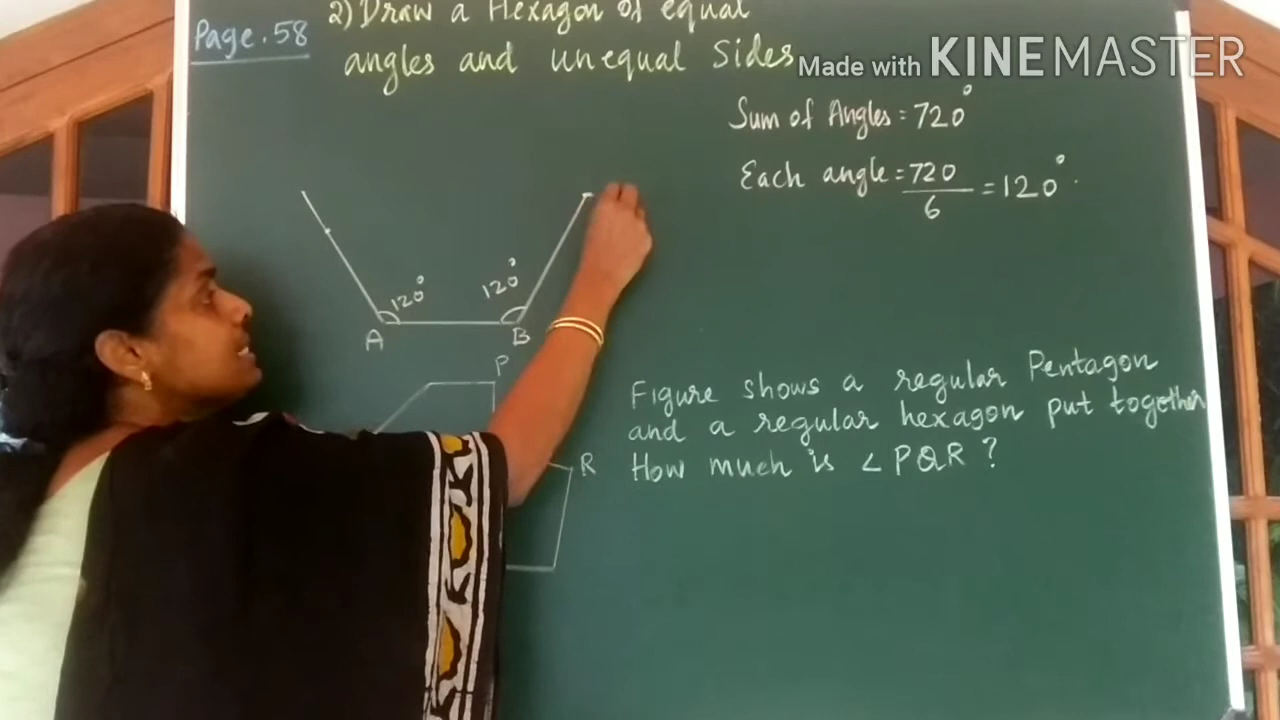 Page.58
2) Draw a Hexagon of equal
angles and unequal Sides
Made with KINEMASTER
Sum of Angles = 720°
Each angle = 720/6 = 120°.
120°
120°
A
B
P
R
Figure shows a regular Pentagon
and a regular hexagon put together
How much is ∠PQR ?